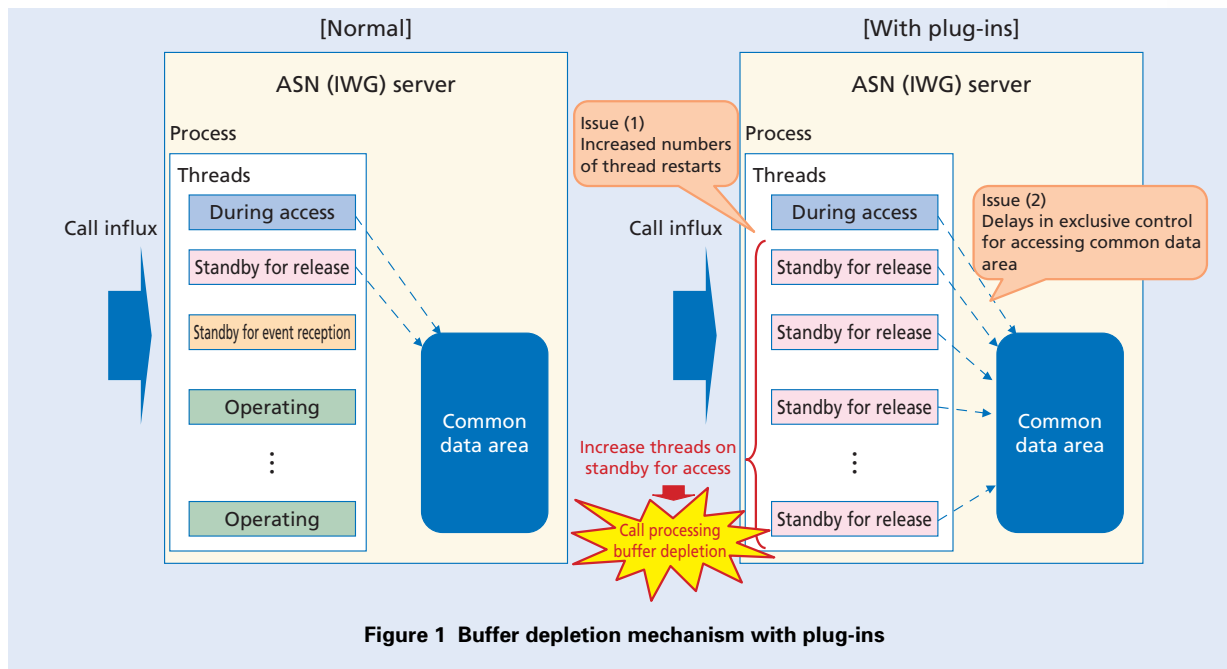 [Normal]
ASN (IWG) server
Process
Threads
Call influx
During access
Standby for release
Standby for event reception
Operating
⋮
Operating
Common
data area
[With plug-ins]
ASN (IWG) server
Issue (1)
Increased numbers
of thread restarts
Process
Threads
Call influx
During access
Issue (2)
Delays in exclusive control
for accessing common data
area
Standby for release
Standby for release
Standby for release
⋮
Standby for release
Common
data area
Increase threads on
standby for access
Call processing
buffer depletion
Figure 1 Buffer depletion mechanism with plug-ins